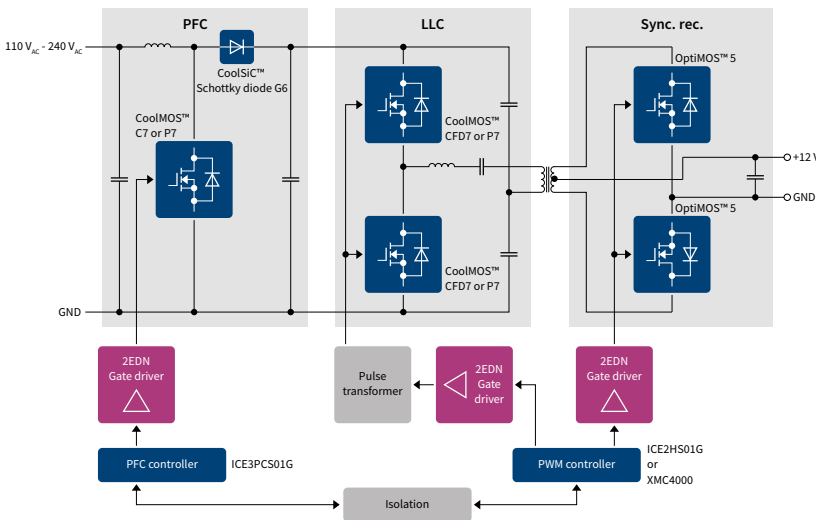 PFC
LLC
Sync. rec.
110 VAC - 240 VAC
CoolSiC™
Schottky diode G6
CoolMOS™
C7 or P7
CoolMOS™
CFD7 or P7
CoolMOS™
CFD7 or P7
OptiMOS™ 5
OptiMOS™ 5
+12 V
GND
GND
2EDN
Gate driver
Pulse
transformer
2EDN
Gate
driver
2EDN
Gate driver
PFC controller
ICE3PCS01G
PWM controller
ICE2HS01G
or
XMC4000
Isolation